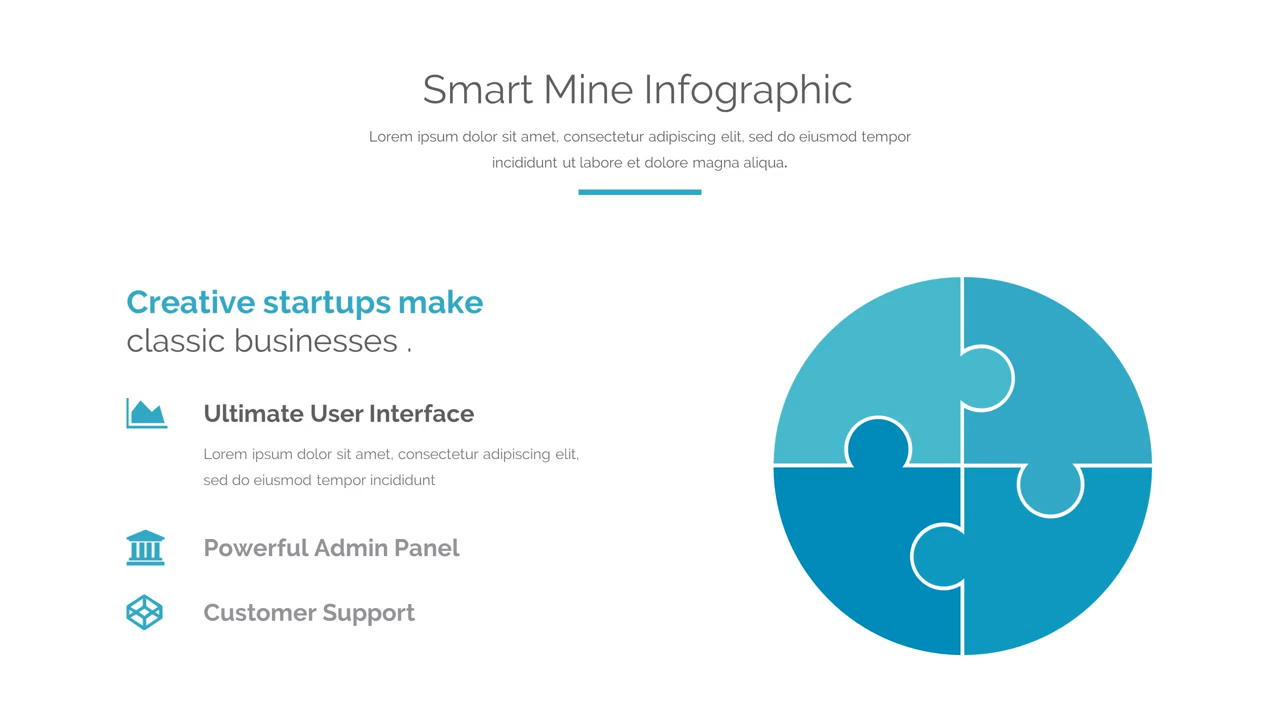 Smart Mine Infographic
Lorem ipsum dolor sit amet, consectetur adipiscing elit, sed do eiusmod tempor
incididunt ut labore et dolore magna aliqua.
Creative startups make
classic businesses .
Ultimate User Interface
Lorem ipsum dolor sit amet, consectetur adipiscing elit,
sed do eiusmod tempor incididunt
Powerful Admin Panel
Customer Support